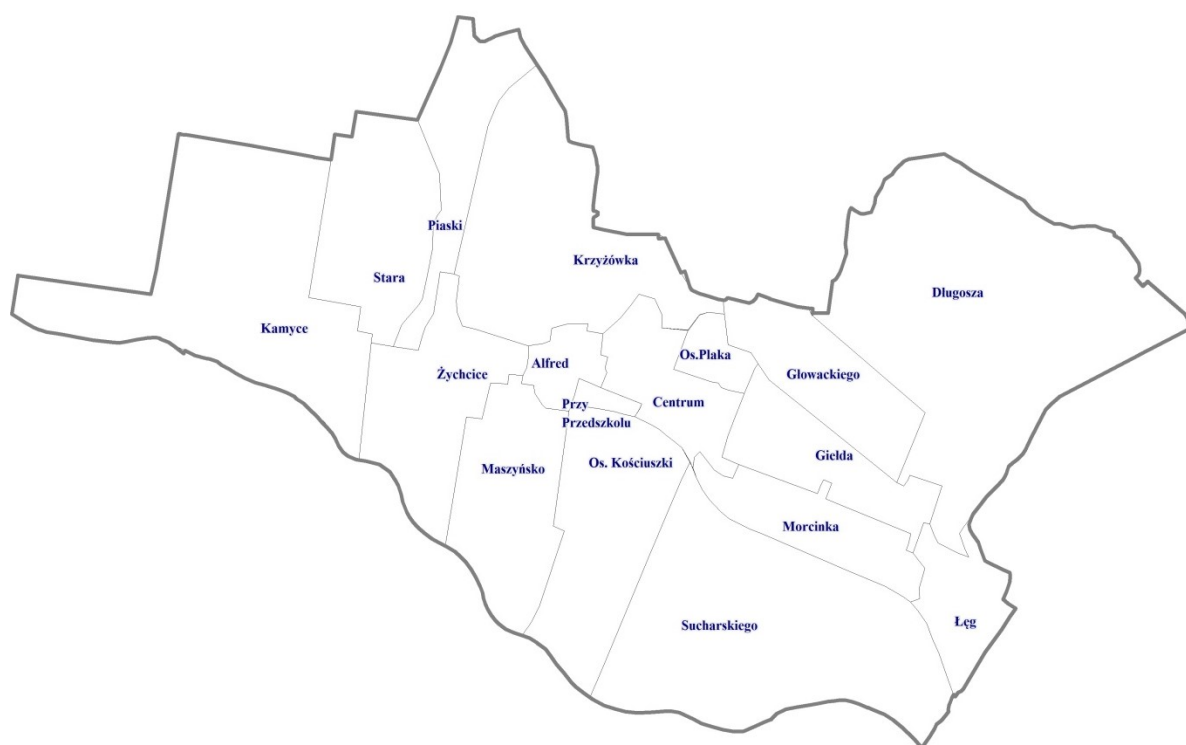 Piaski
Krzyżówka
Stara
Długosza
Kamyce
Os.Plaka
Alfred
Żychcice
Głowackiego
Przy
Centrum
Przedszkolu
Giełda
Os. Kościuszki
Maszyńsko
Morcinka
Łęg
Sucharskiego